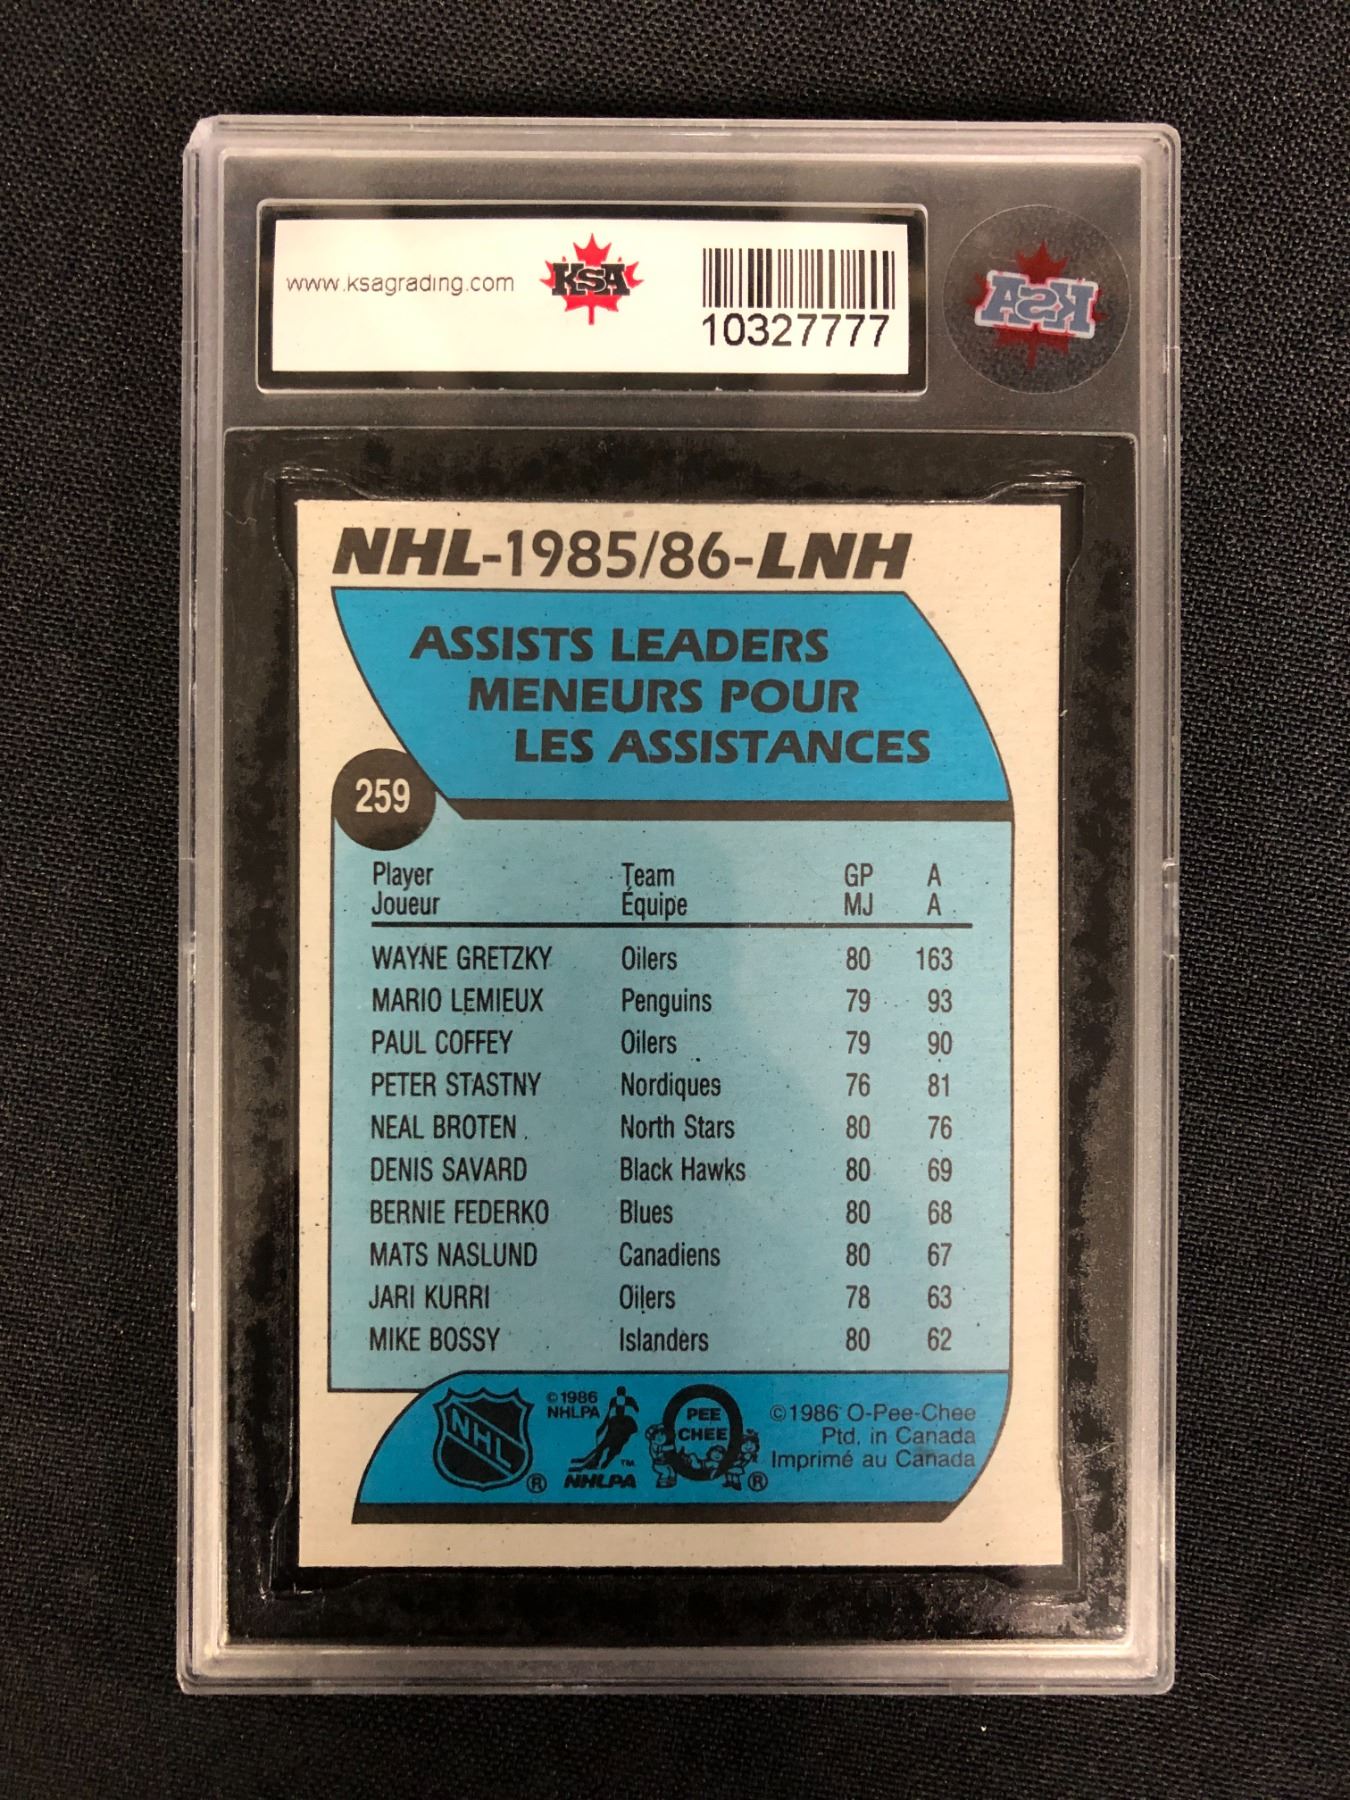 www.ksagrading.com KSA
10327777
KSA
NHL-1985/86-LNH
ASSISTS LEADERS
MENEURS POUR
LES ASSISTANCES
259
Player Team GP A
Joueur Équipe MJ A
WAYNE GRETZKY Oilers 80 163
MARIO LEMIEUX Penguins 79 93
PAUL COFFEY Oilers 79 90
PETER STASTNY Nordiques 76 81
NEAL BROTEN North Stars 80 76
DENIS SAVARD Black Hawks 80 69
BERNIE FEDERKO Blues 80 68
MATS NASLUND Canadiens 80 67
JARI KURRI Oilers 78 63
MIKE BOSSY Islanders 80 62
NHL ®
©1986
NHLPA
NHLPA ™
O PEE
CHEE ®
©1986 O-Pee-Chee
Ptd. in Canada
Imprimé au Canada